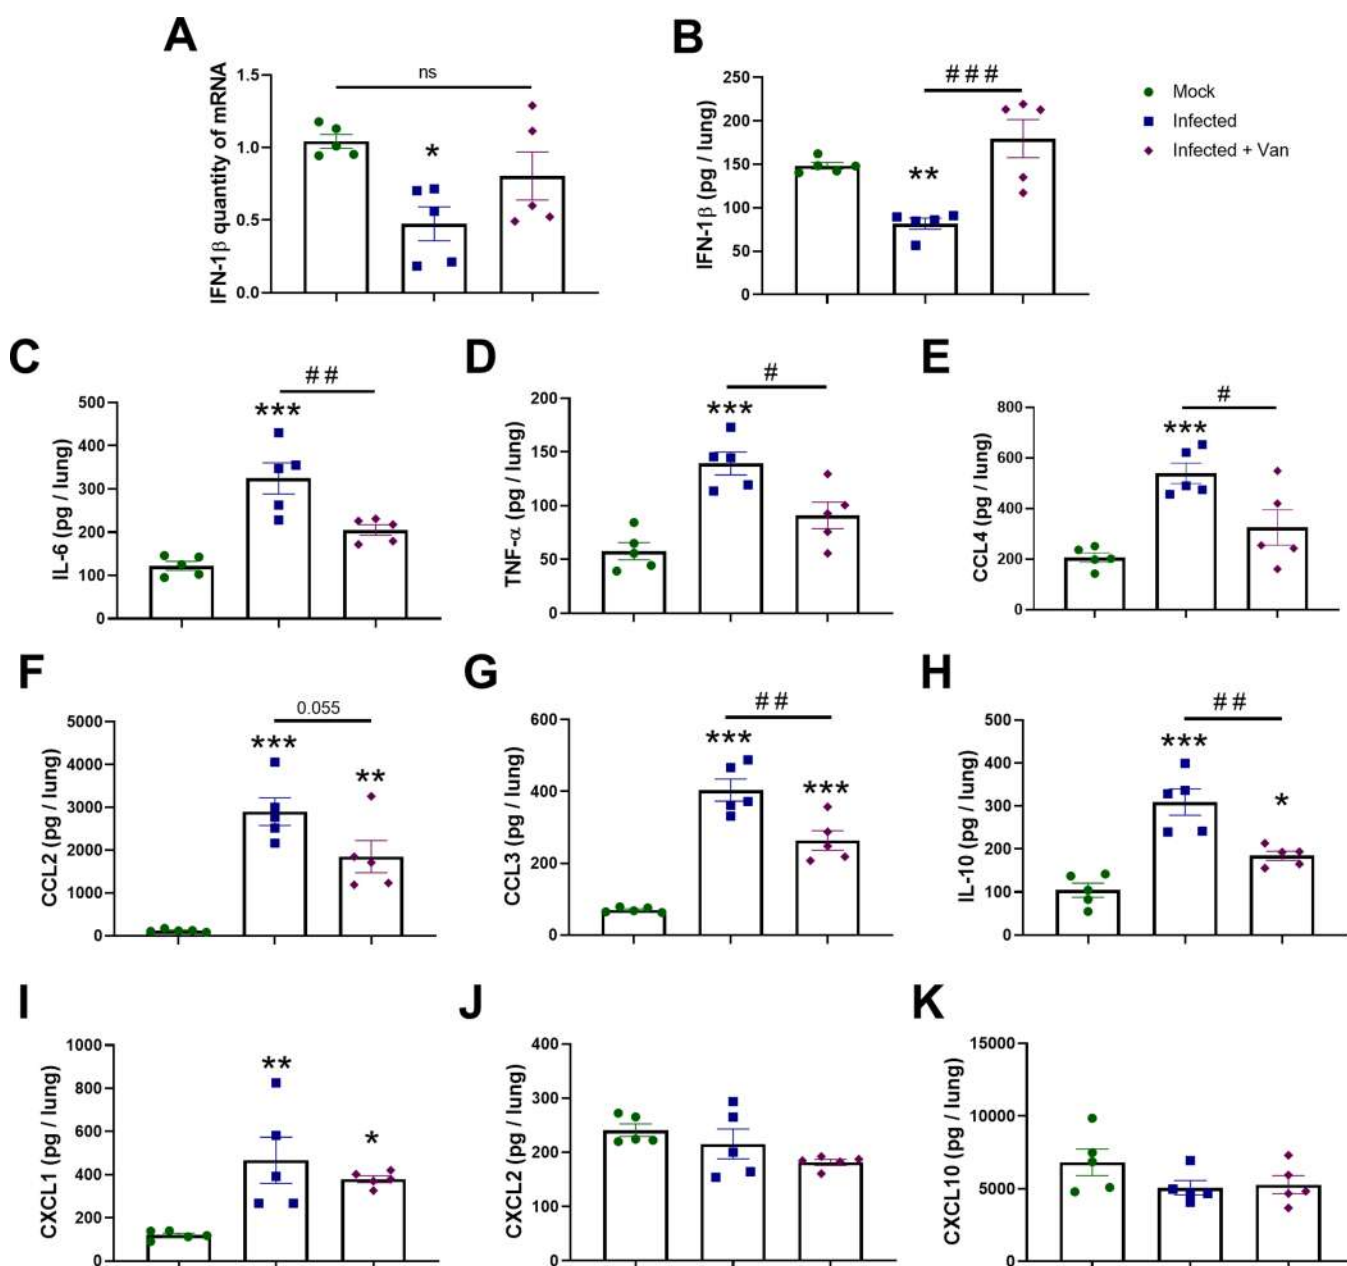 A
IFN-1β quantity of mRNA
1.5
1.0
0.5
0.0
ns
*
B
IFN-1β (pg / lung)
250
200
150
100
50
0
**
###
Mock
Infected
Infected + Van
C
IL-6 (pg / lung)
500
400
300
200
100
0
***
##
D
TNF-α (pg / lung)
200
150
100
50
0
***
#
E
CCL4 (pg / lung)
800
600
400
200
0
***
#
F
CCL2 (pg / lung)
5000
4000
3000
2000
1000
0
0.055
***
**
G
CCL3 (pg / lung)
600
400
200
0
##
***
***
H
IL-10 (pg / lung)
500
400
300
200
100
0
##
***
*
I
CXCL1 (pg / lung)
1000
800
600
400
200
0
**
*
J
CXCL2 (pg / lung)
400
300
200
100
0
K
CXCL10 (pg / lung)
15000
10000
5000
0